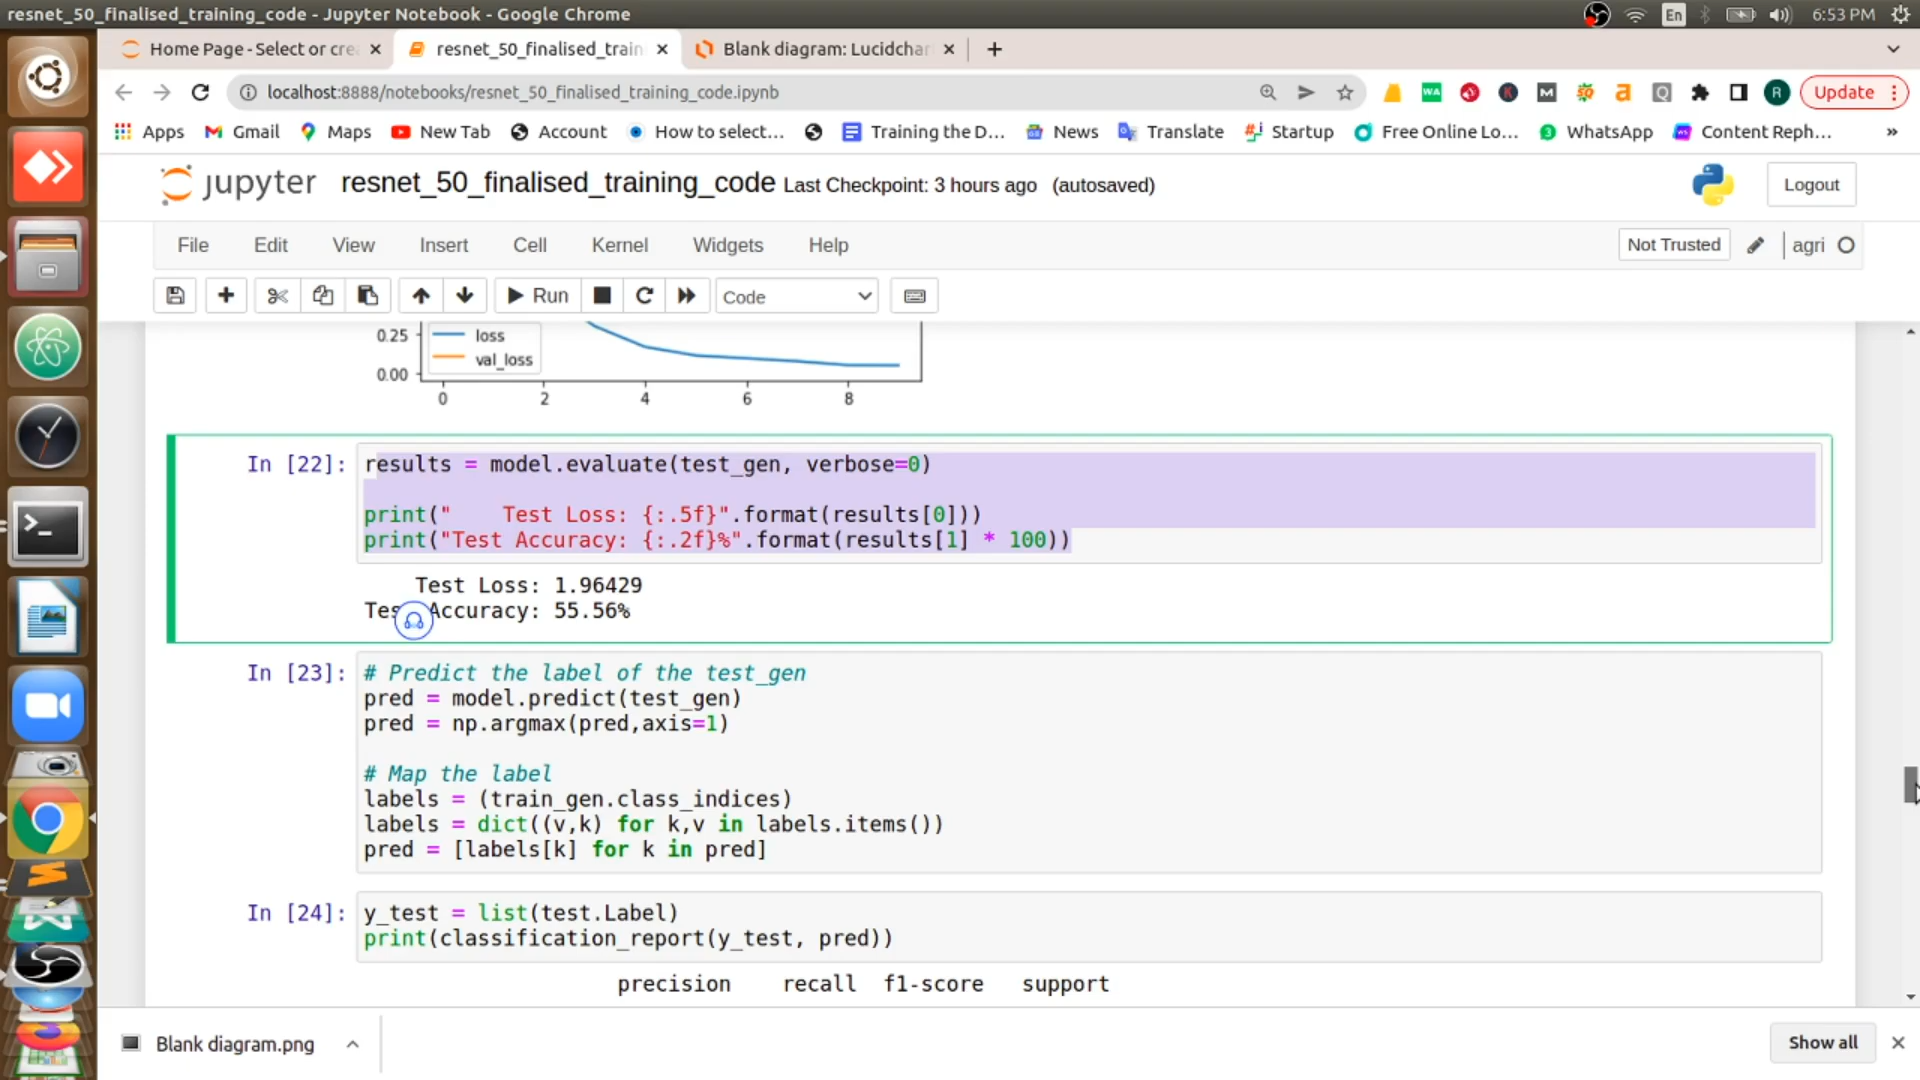 resnet_50_finalised_training_code - Jupyter Notebook - Google Chrome
En
6:53 PM
Home Page - Select or crea
resnet_50_finalised_train
Blank diagram: Lucidchar
localhost:8888/notebooks/resnet_50_finalised_training_code.ipynb
Update
Apps
Gmail
Maps
New Tab
Account
How to select...
Training the D...
News
Translate
Startup
Free Online Lo...
WhatsApp
Content Reph...
jupyter
resnet_50_finalised_training_code Last Checkpoint: 3 hours ago (autosaved)
Logout
File Edit View Insert Cell Kernel Widgets Help
Not Trusted
agri
Run
Code
0.25
loss
val_loss
0.00
0 2 4 6 8
In [22]: results = model.evaluate(test_gen, verbose=0)
print("    Test Loss: {:.5f}".format(results[0]))
print("Test Accuracy: {:.2f}%".format(results[1] * 100))
Test Loss: 1.96429
Tes Accuracy: 55.56%
In [23]: # Predict the label of the test_gen
pred = model.predict(test_gen)
pred = np.argmax(pred,axis=1)
# Map the label
labels = (train_gen.class_indices)
labels = dict((v,k) for k,v in labels.items())
pred = [labels[k] for k in pred]
In [24]: y_test = list(test.Label)
print(classification_report(y_test, pred))
precision recall f1-score support
Blank diagram.png
Show all